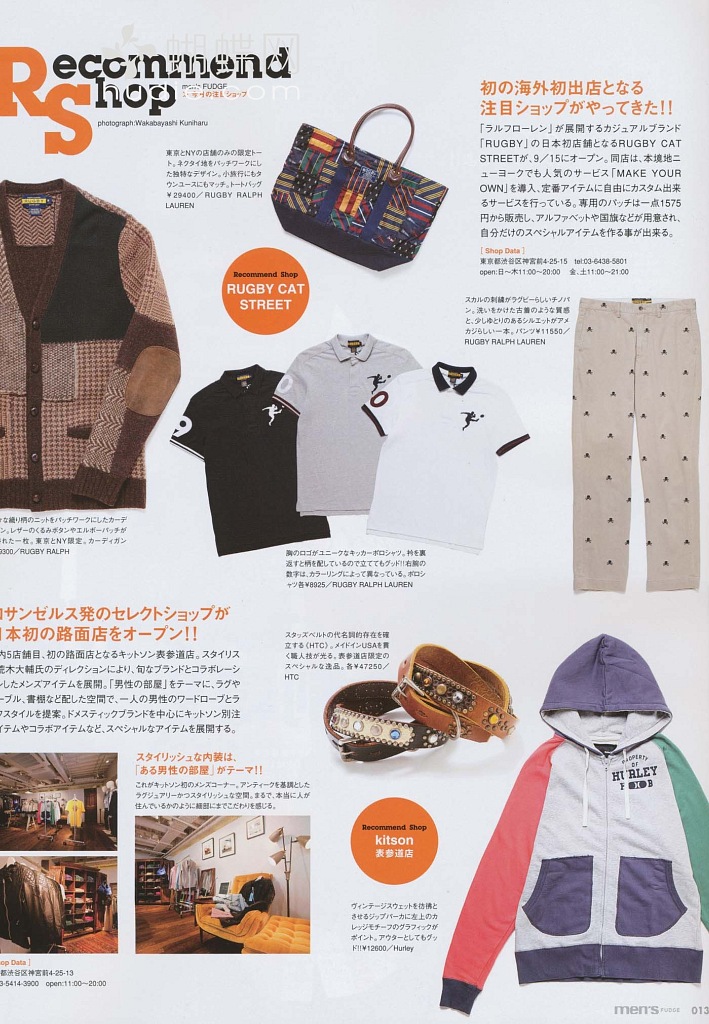 Recommend
Shop
men's FUDGE
今月の注目ショップ
photograph:Wakabayashi Kuniharu
蝴蝶网
初の海外初出店となる
注目ショップがやってきた!!
「ラルフローレン」が展開するカジュアルブランド
「RUGBY」の日本初店舗となるRUGBY CAT
STREETが、9／15にオープン。同店は、本境地ニ
ューヨークでも人気のサービス「MAKE YOUR
OWN」を導入、定番アイテムに自由にカスタム出来
るサービスを行っている。専用のパッチは一点1575
円から販売し、アルファベットや国旗などが用意され、
自分だけのスペシャルアイテムを作る事が出来る。
[ Shop Data ]
東京都渋谷区神宮前4-25-15　tel:03-6438-5801
open:日〜木11:00〜20:00　金、土11:00〜21:00
東京とNYの店舗のみの限定トー
ト。ネクタイ地をパッチワークにし
た独特なデザイン。小旅行にもタ
ウンユースにもマッチ。トートバッグ
¥29400／RUGBY RALPH
LAUREN
Recommend Shop
RUGBY CAT
STREET
スカルの刺繍がラグビーらしいチノパ
ン。洗いをかけた古着のような質感
と、少しゆとりのあるシルエットがアメ
カジらしい一本。パンツ¥11550／
RUGBY RALPH LAUREN
な織り柄のニットをパッチワークにしたカーデ
ン。レザーのくるみボタンやエルボーパッチが
れた一枚。東京とNY限定。カーディガン
9300／RUGBY RALPH
胸のロゴがユニークなキッカーポロシャツ。衿を裏
返すと柄を配しているので立ててもグッド!!右腕の
数字は、カラーリングによって異なっている。ポロシ
ャツ各¥8925／RUGBY RALPH LAUREN
ロサンゼルス発のセレクトショップが
日本初の路面店をオープン!!
内5店舗目、初の路面店となるキットソン表参道店。スタイリス
荒木大輔氏のディレクションにより、旬なブランドとコラボレーシ
ンしたメンズアイテムを展開。「男性の部屋」をテーマに、ラグや
ーブル、書棚など配した空間で、一人の男性のワードローブとラ
フスタイルを提案。ドメスティックブランドを中心にキットソン別注
イテムやコラボアイテムなど、スペシャルなアイテムを展開する。
スタッズベルトの代名詞的存在を確
立する〈HTC〉。メイドインUSAを貫
く職人技が光る、表参道店限定の
スペシャルな逸品。各¥47250／
HTC
スタイリッシュな内装は、
「ある男性の部屋」がテーマ!!
これがキットソン初のメンズコーナー。アンティークを基調とした
ラグジュアリーかつスタイリッシュな空間。まるで、本当に人が
住んでいるかのように細部にまでこだわりを感じる。
Recommend Shop
kitson
表参道店
PROPERTY
OF
HURLEY
ヴィンテージスウェットを彷彿と
させるジップパーカに左上のカ
レッジモチーフのグラフィックが
ポイント。アウターとしてもグッ
ド!!¥12600／Hurley
op Data ]
都渋谷区神宮前4-25-13
3-5414-3900　open:11:00〜20:00
men's FUDGE 013